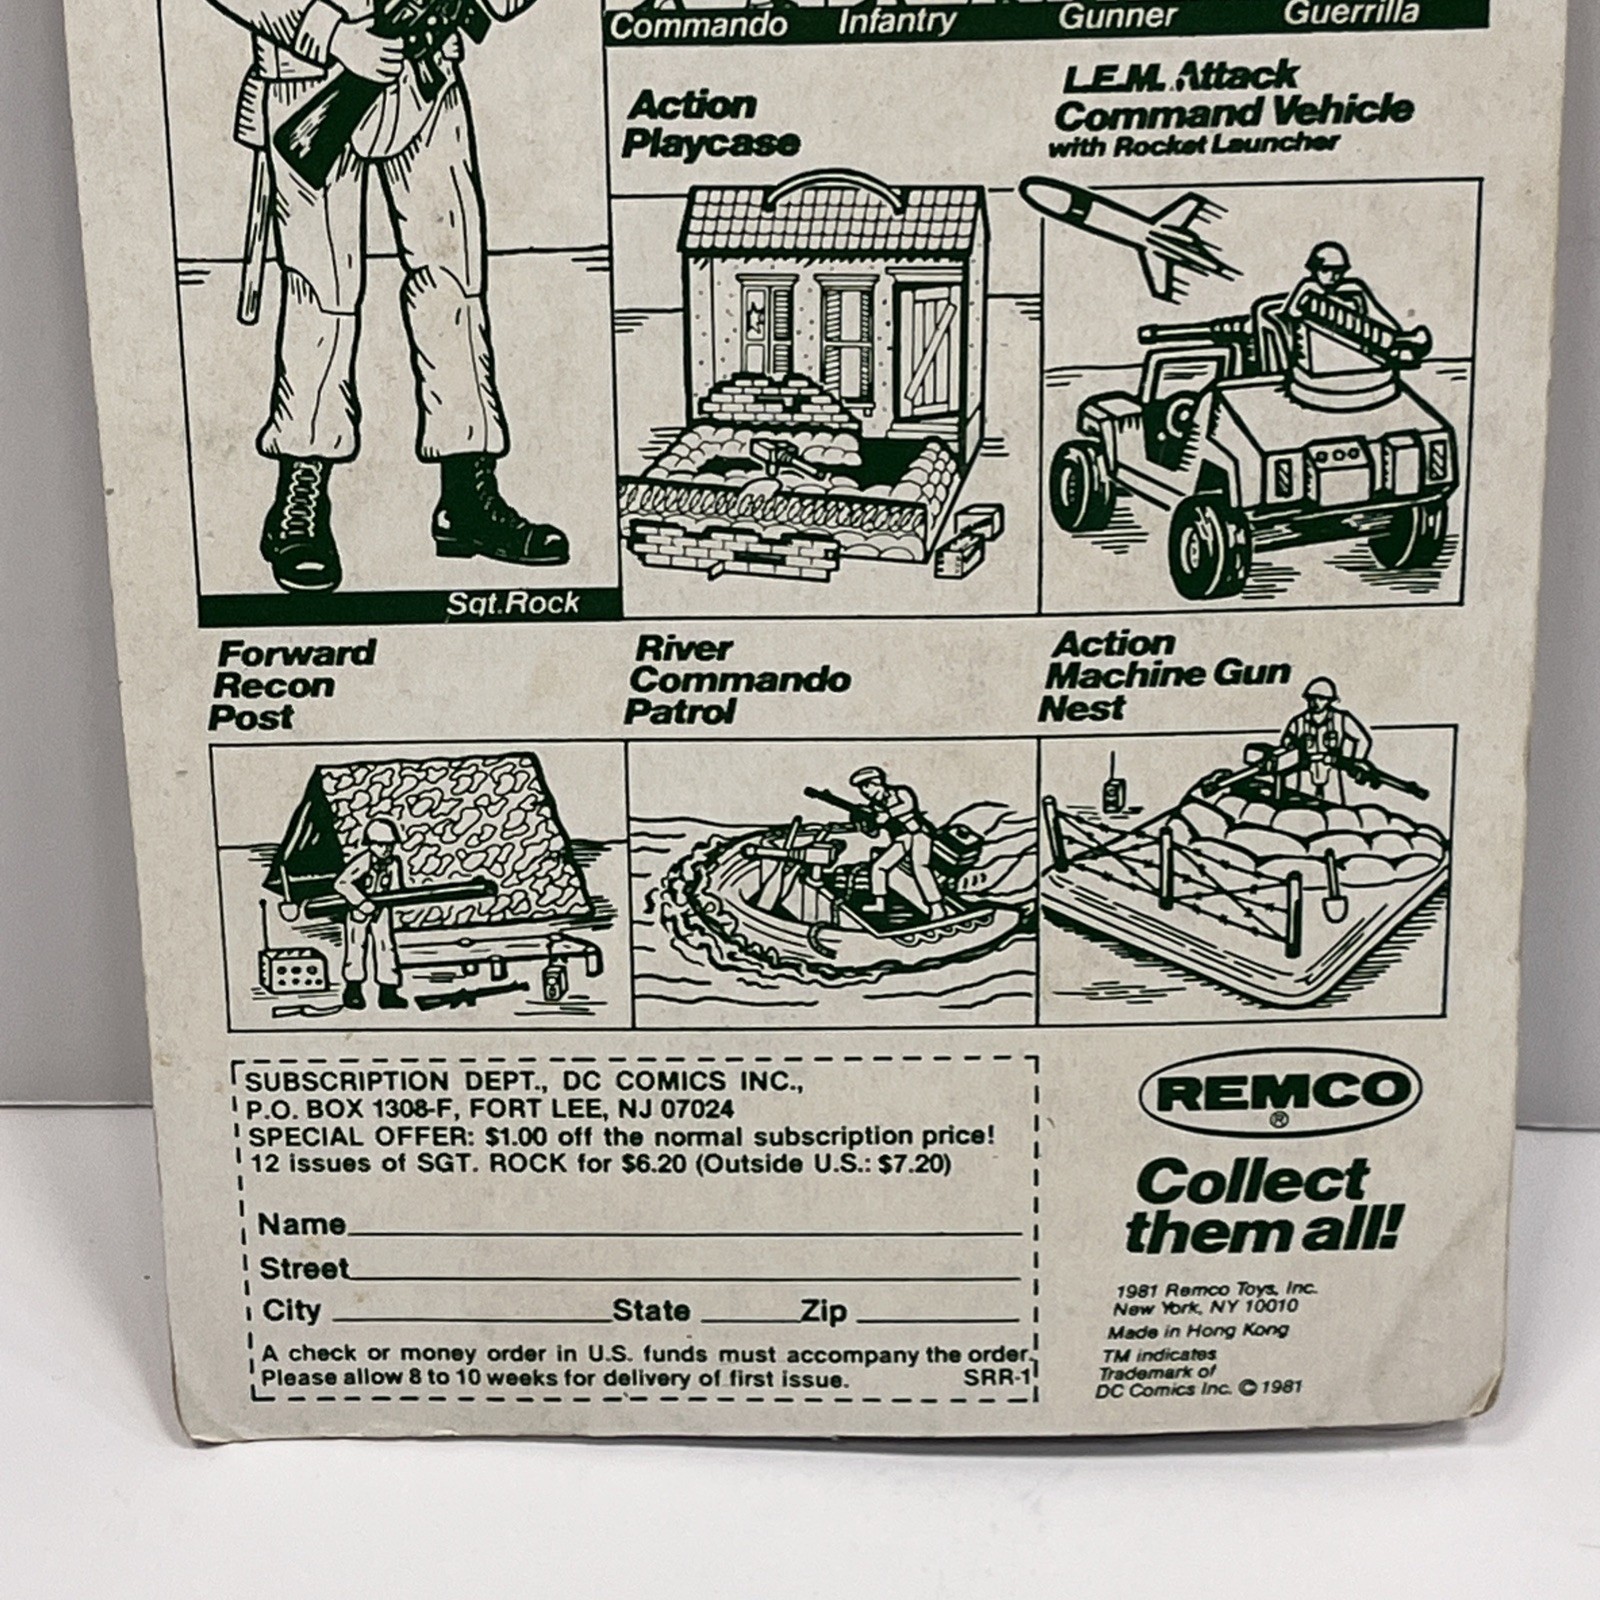 Commando Infantry Gunner Guerrilla
Action
Playcase
L.E.M. Attack
Command Vehicle
with Rocket Launcher
Sgt.Rock
Forward
Recon
Post
River
Commando
Patrol
Action
Machine Gun
Nest
SUBSCRIPTION DEPT., DC COMICS INC.,
P.O. BOX 1308-F, FORT LEE, NJ 07024
SPECIAL OFFER: $1.00 off the normal subscription price!
12 issues of SGT. ROCK for $6.20 (Outside U.S.: $7.20)
Name
Street
City State Zip
A check or money order in U.S. funds must accompany the order.
Please allow 8 to 10 weeks for delivery of first issue. SRR-1
REMCO
®
Collect
them all!
1981 Remco Toys, Inc.
New York, NY 10010
Made in Hong Kong
TM indicates
Trademark of
DC Comics Inc. © 1981